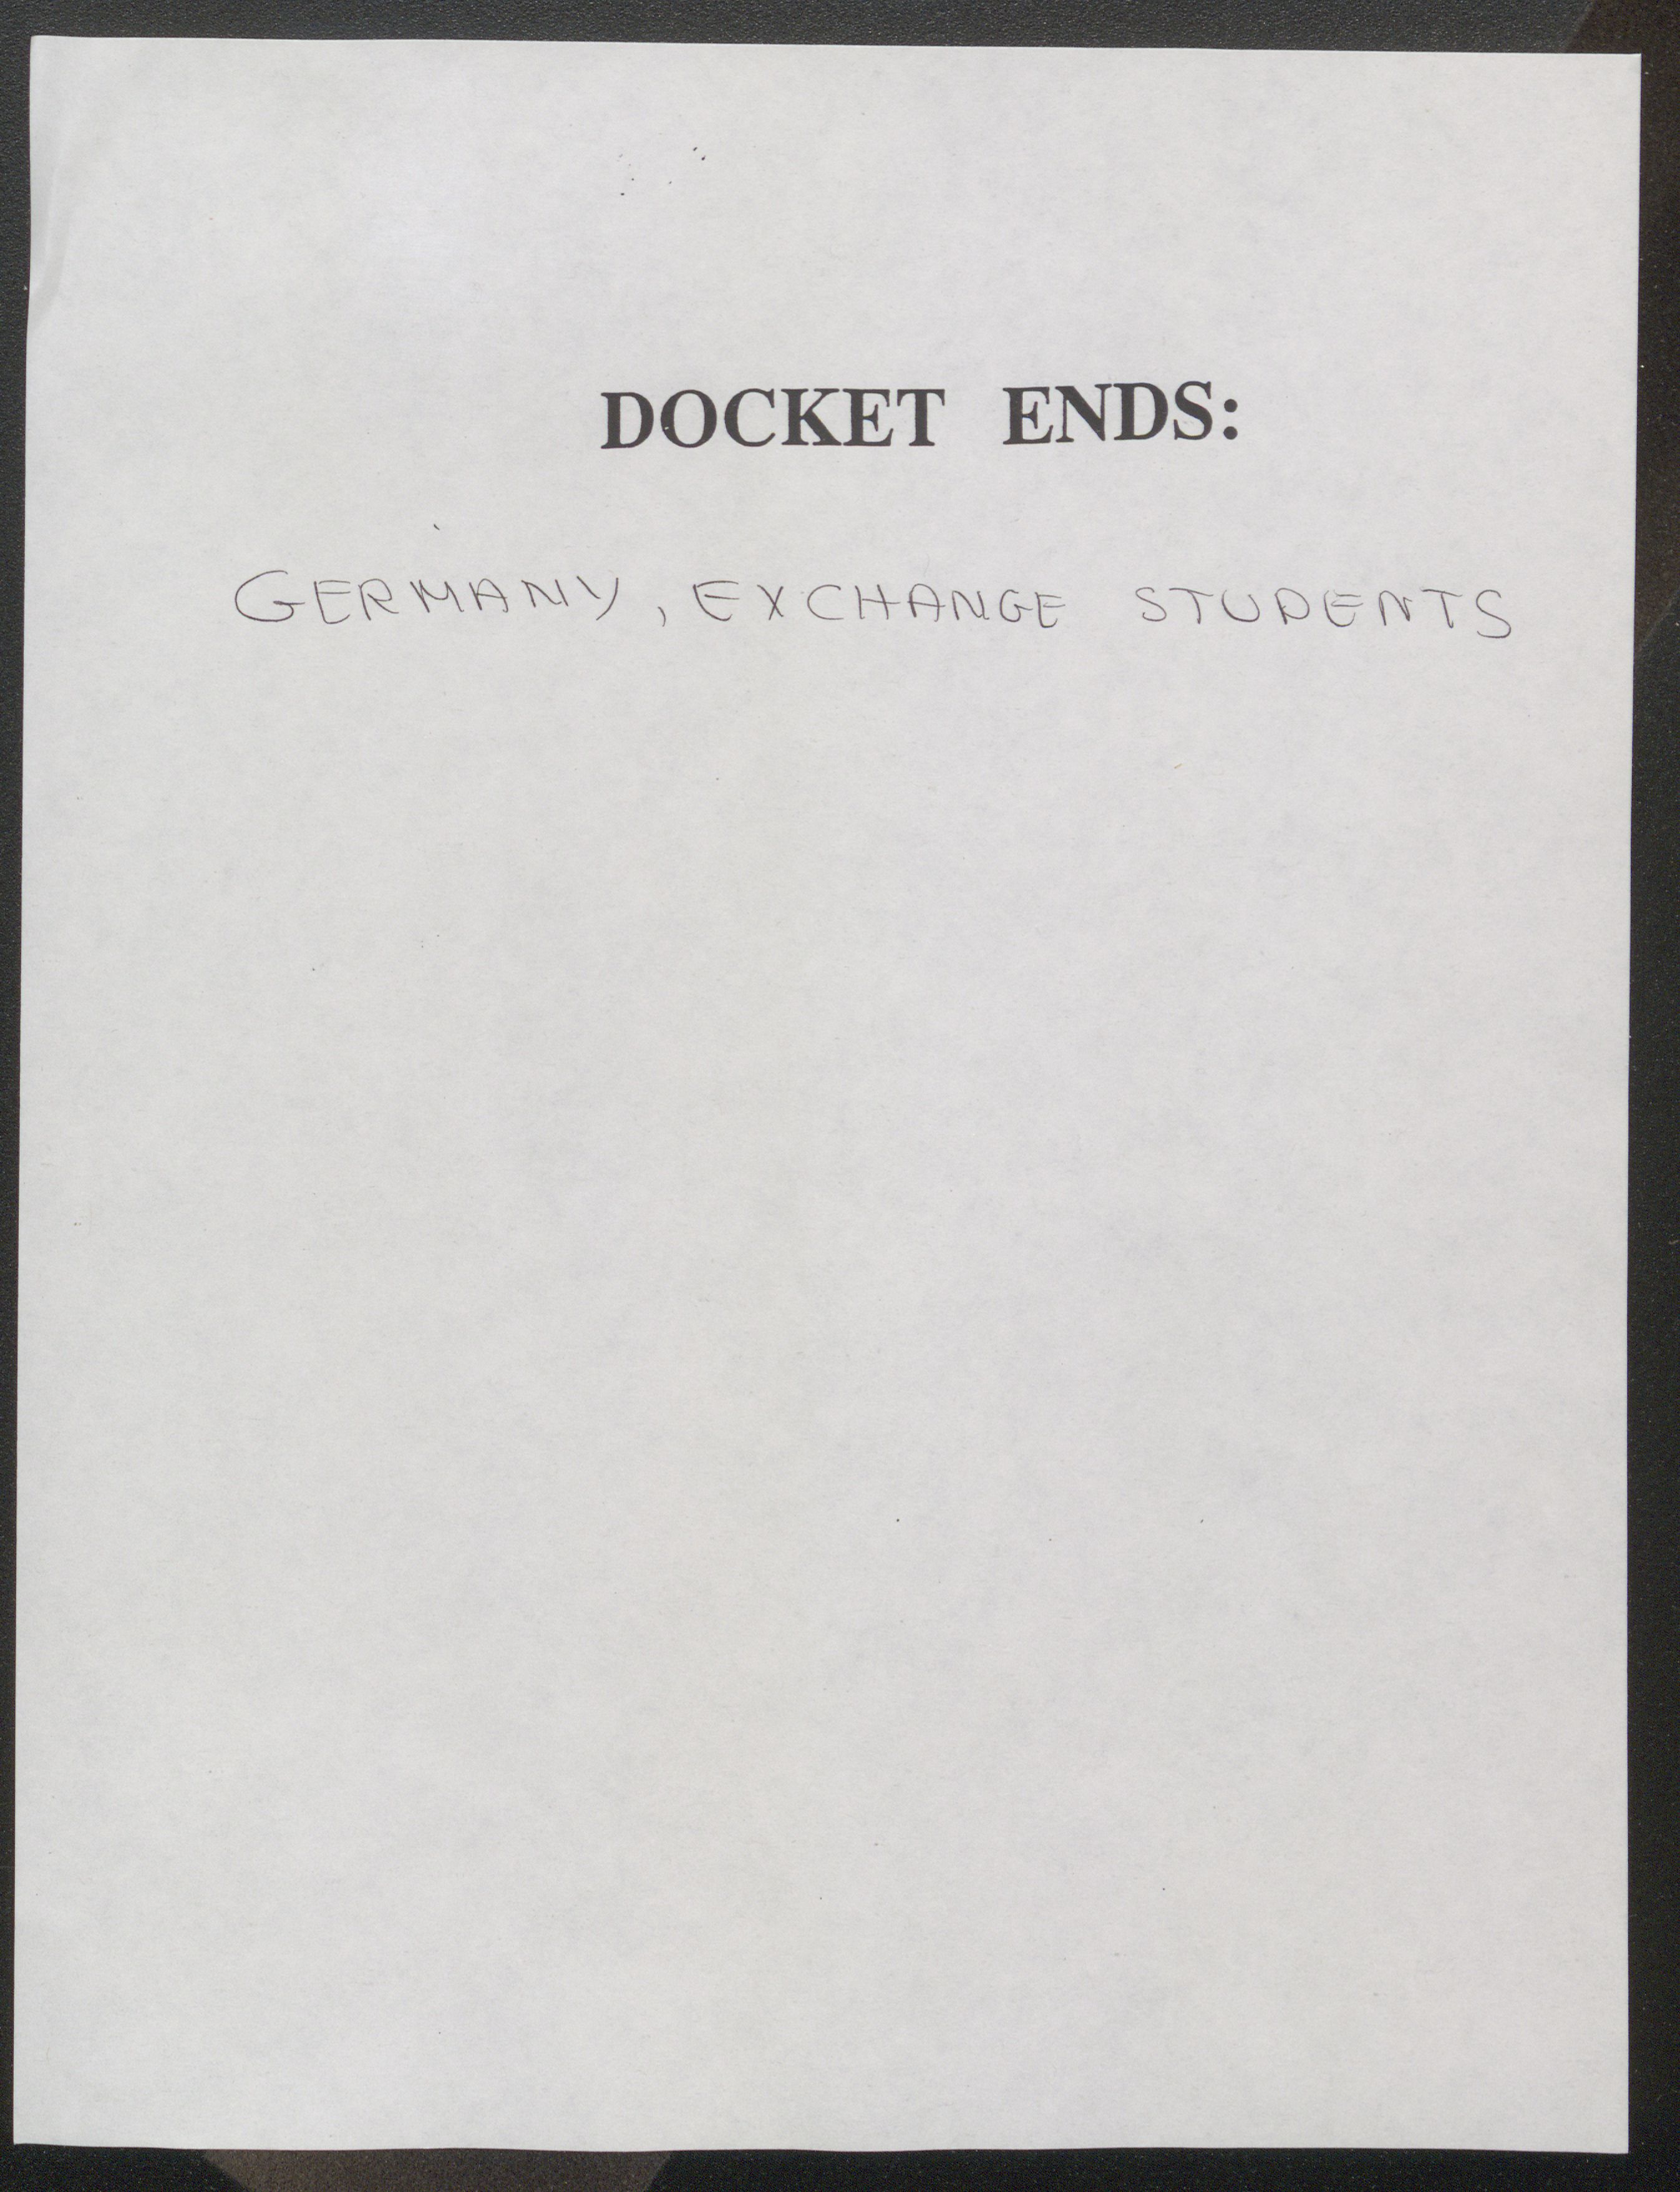 DOCKET ENDS:
GERMANY, EXCHANGE STUDENTS